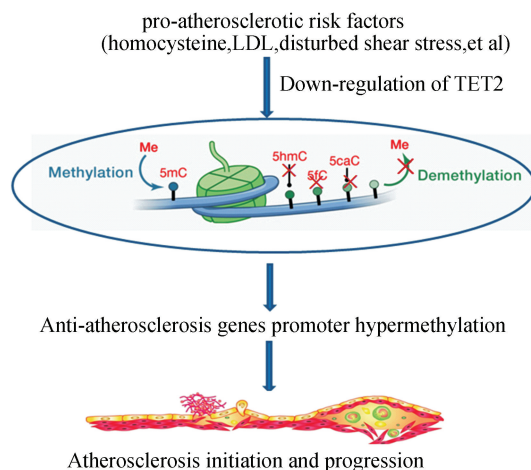 pro-atherosclerotic risk factors
(homocysteine,LDL,disturbed shear stress,et al)
Down-regulation of TET2
Me
Methylation
5mC
5hmC
5fC
5caC
Me
Demethylation
Anti-atherosclerosis genes promoter hypermethylation
Atherosclerosis initiation and progression